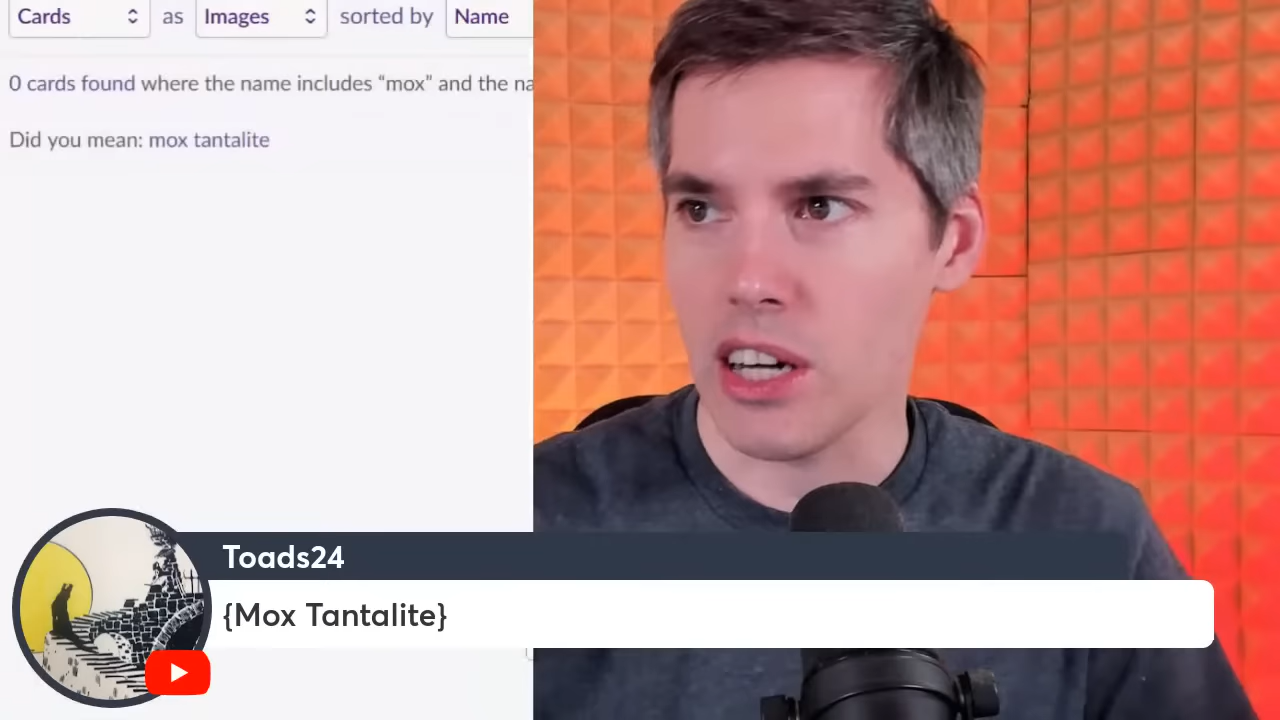 Cards as Images sorted by Name
0 cards found where the name includes “mox” and the na
Did you mean: mox tantalite
Toads24
{Mox Tantalite}